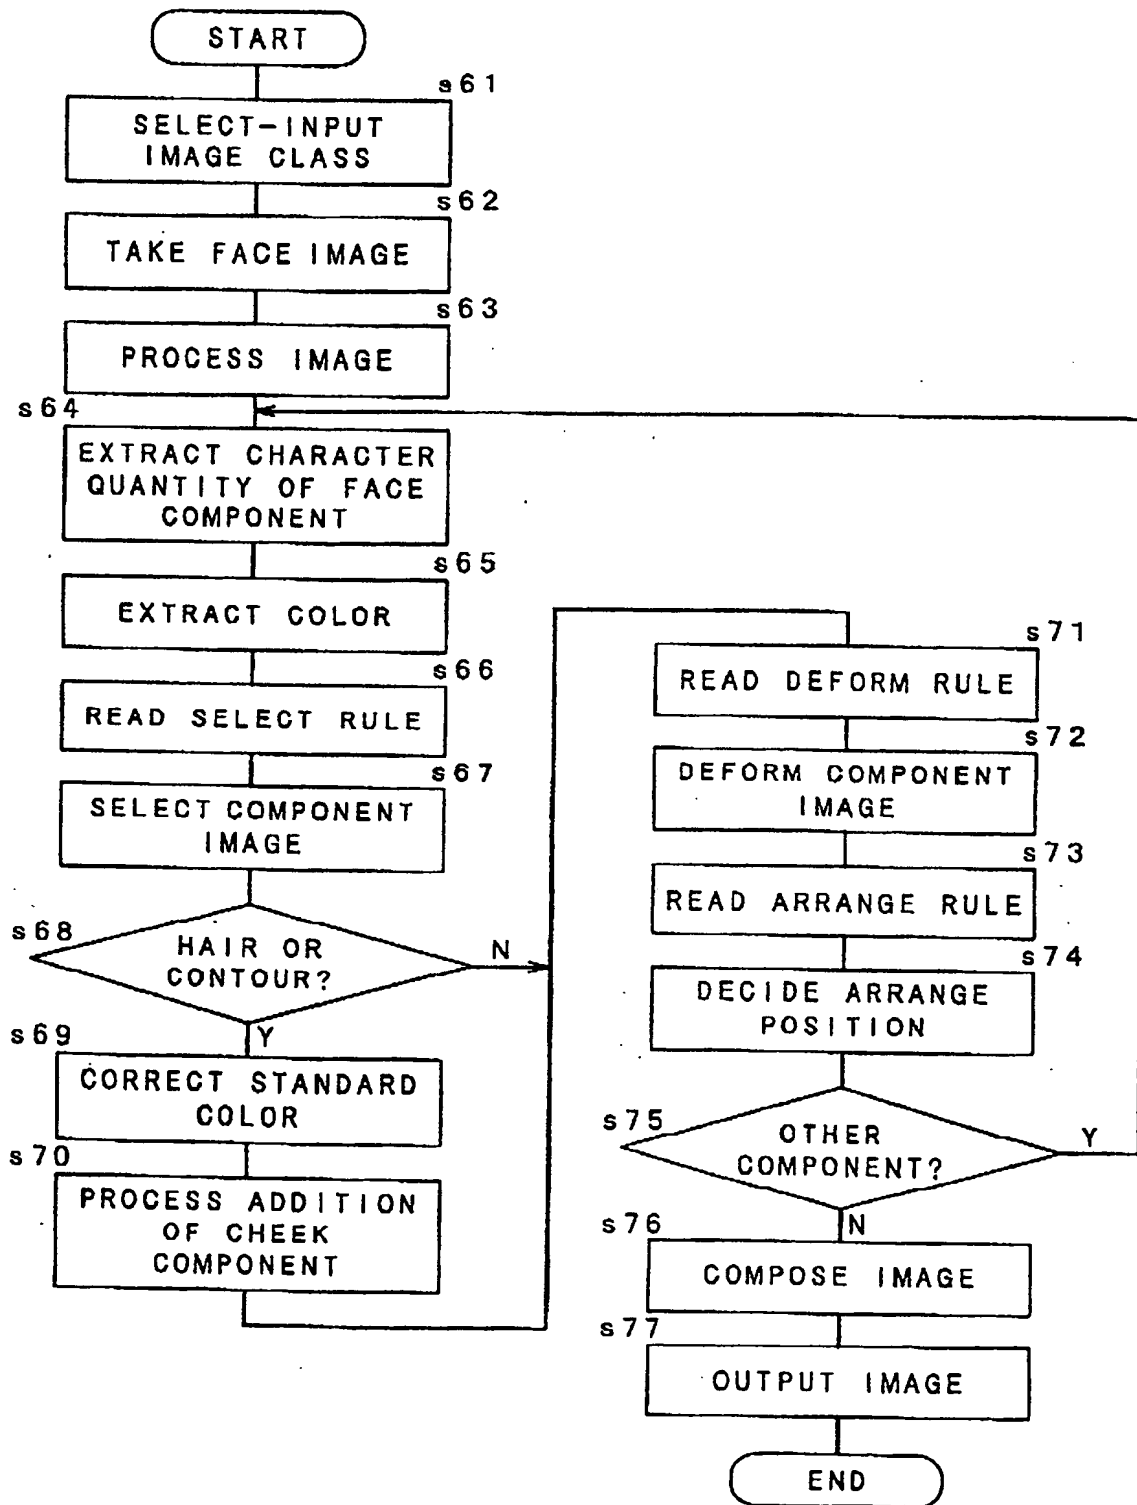 START
s61
SELECT-INPUT
IMAGE CLASS
s62
TAKE FACE IMAGE
s63
PROCESS IMAGE
s64
EXTRACT CHARACTER
QUANTITY OF FACE
COMPONENT
s65
EXTRACT COLOR
s66
READ SELECT RULE
s67
SELECT COMPONENT
IMAGE
s68
HAIR OR
CONTOUR?
N
Y
s69
CORRECT STANDARD
COLOR
s70
PROCESS ADDITION
OF CHEEK
COMPONENT
s71
READ DEFORM RULE
s72
DEFORM COMPONENT
IMAGE
s73
READ ARRANGE RULE
s74
DECIDE ARRANGE
POSITION
s75
OTHER
COMPONENT?
Y
N
s76
COMPOSE IMAGE
s77
OUTPUT IMAGE
END